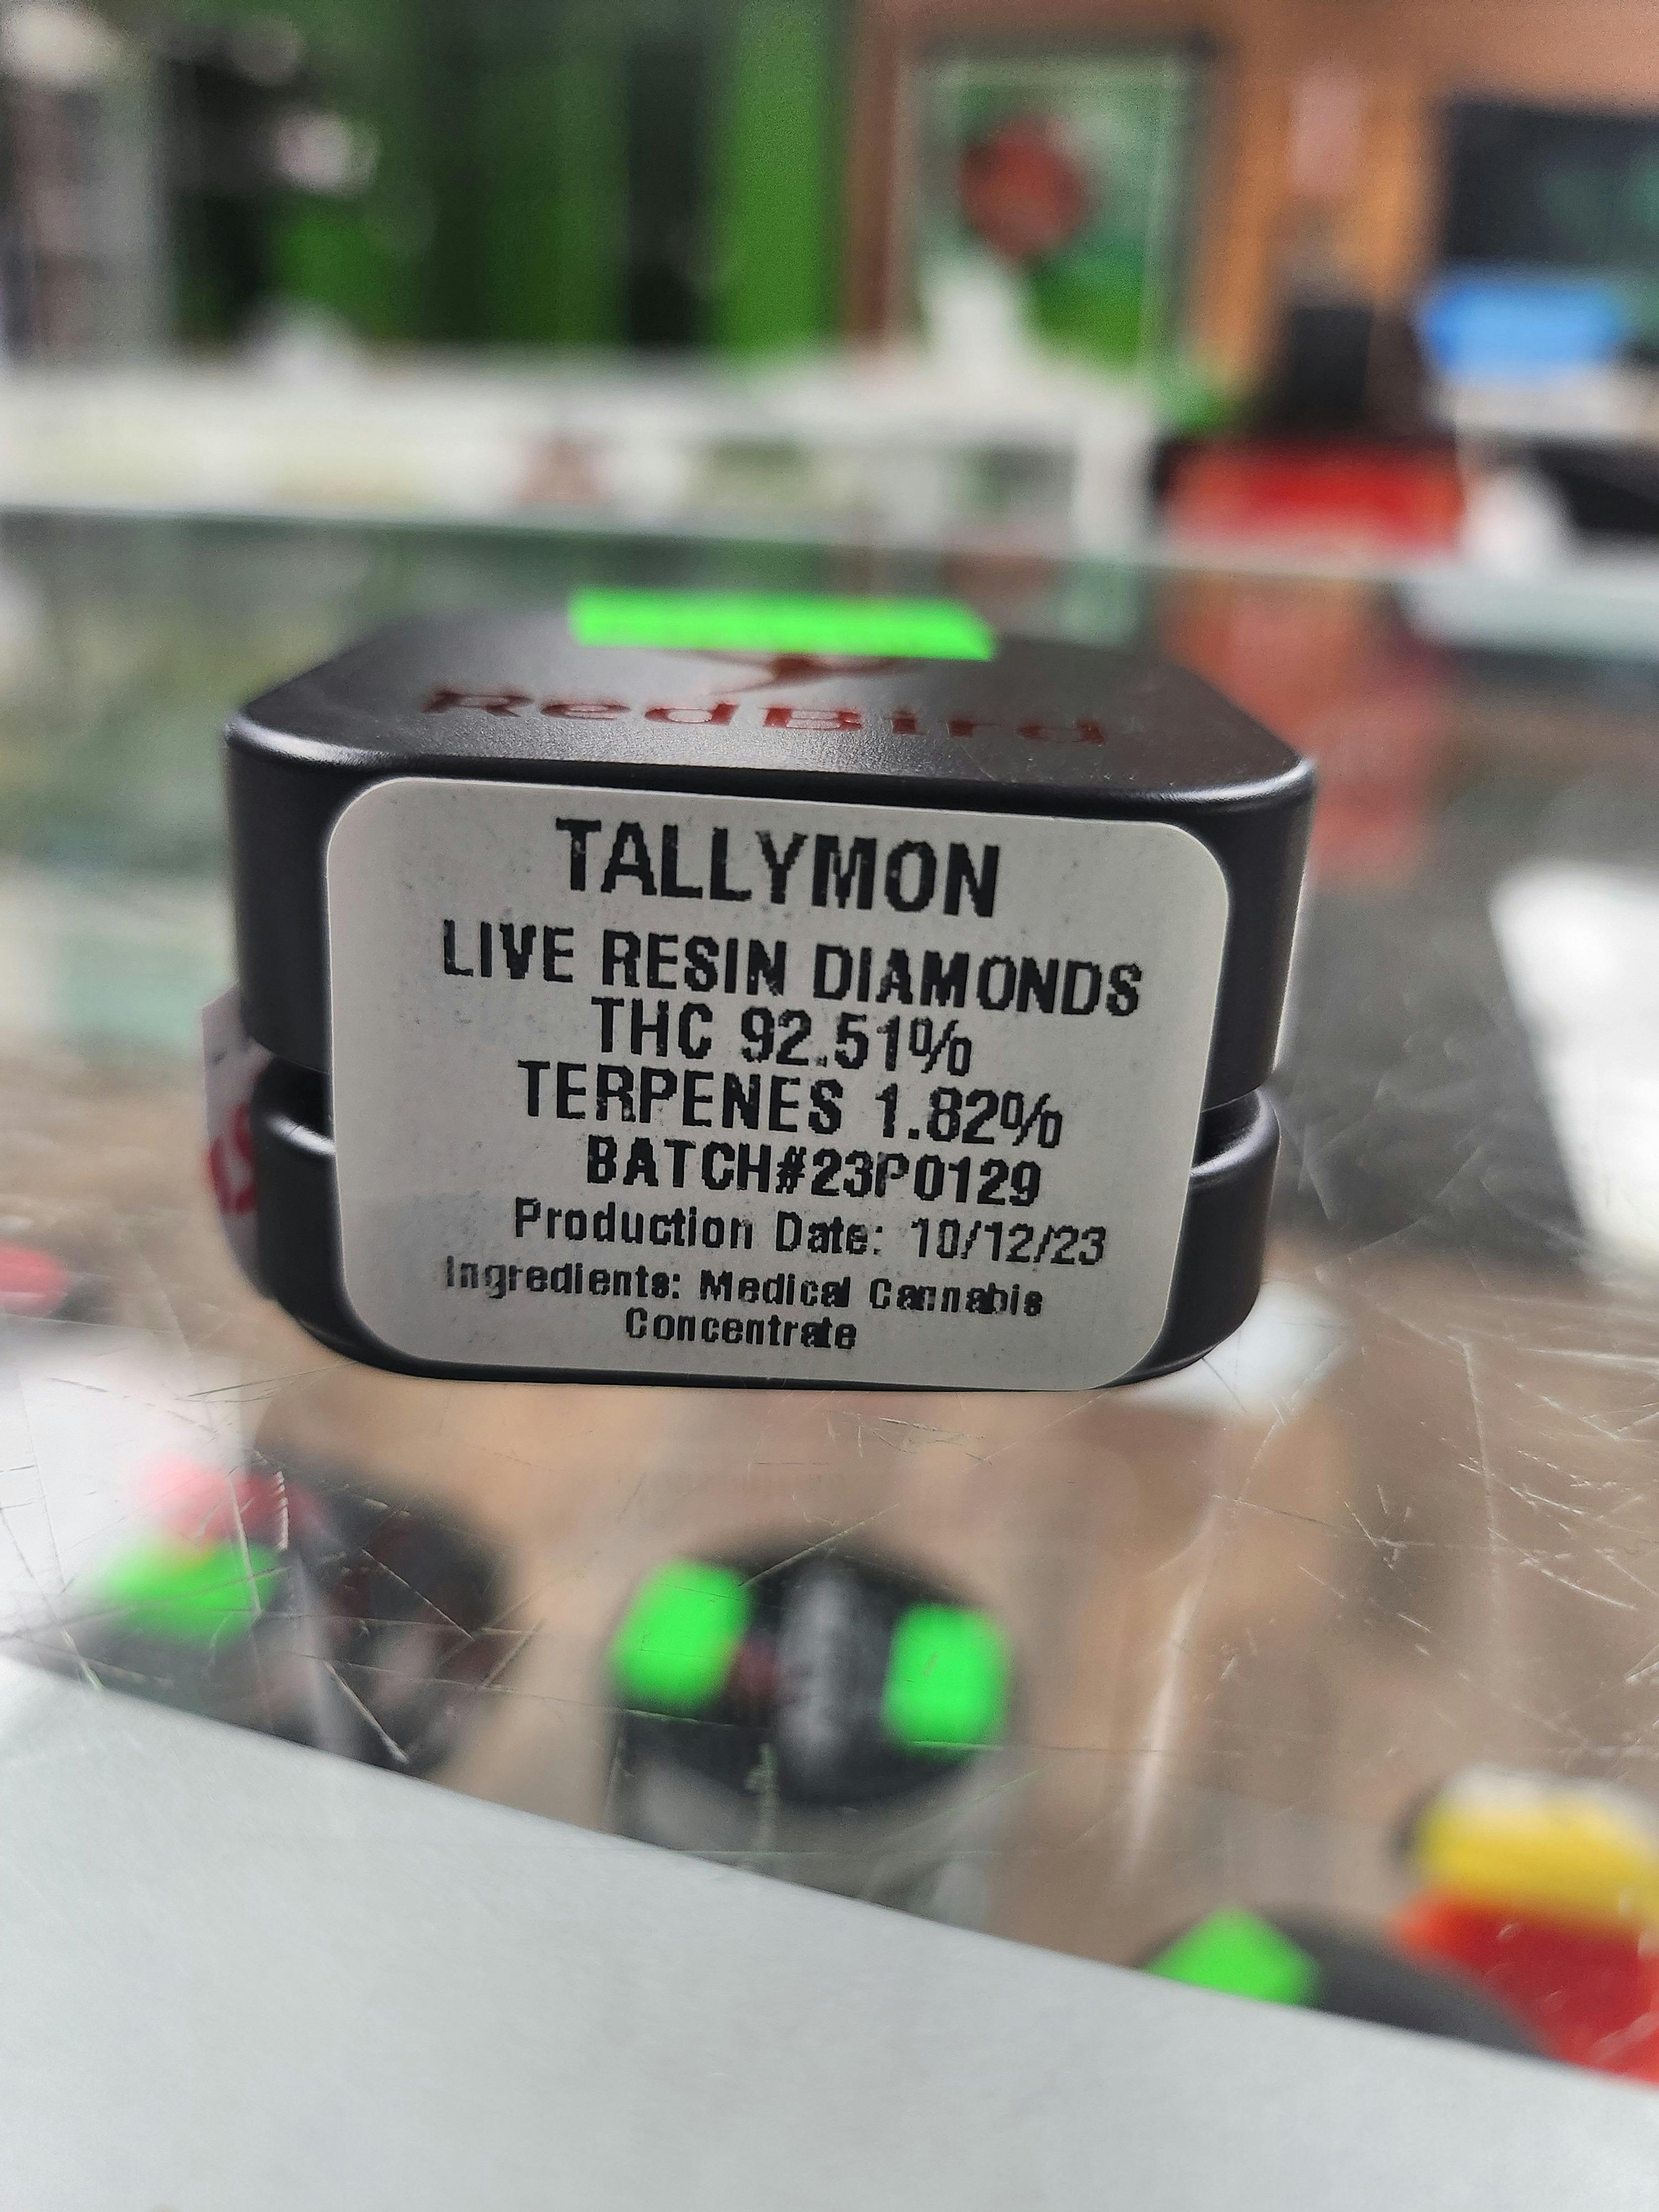 RedBird
TALLYMON
LIVE RESIN DIAMONDS
THC 92.51%
TERPENES 1.82%
BATCH#23P0129
Production Date: 10/12/23
Ingredients: Medical Cannabis
Concentrate